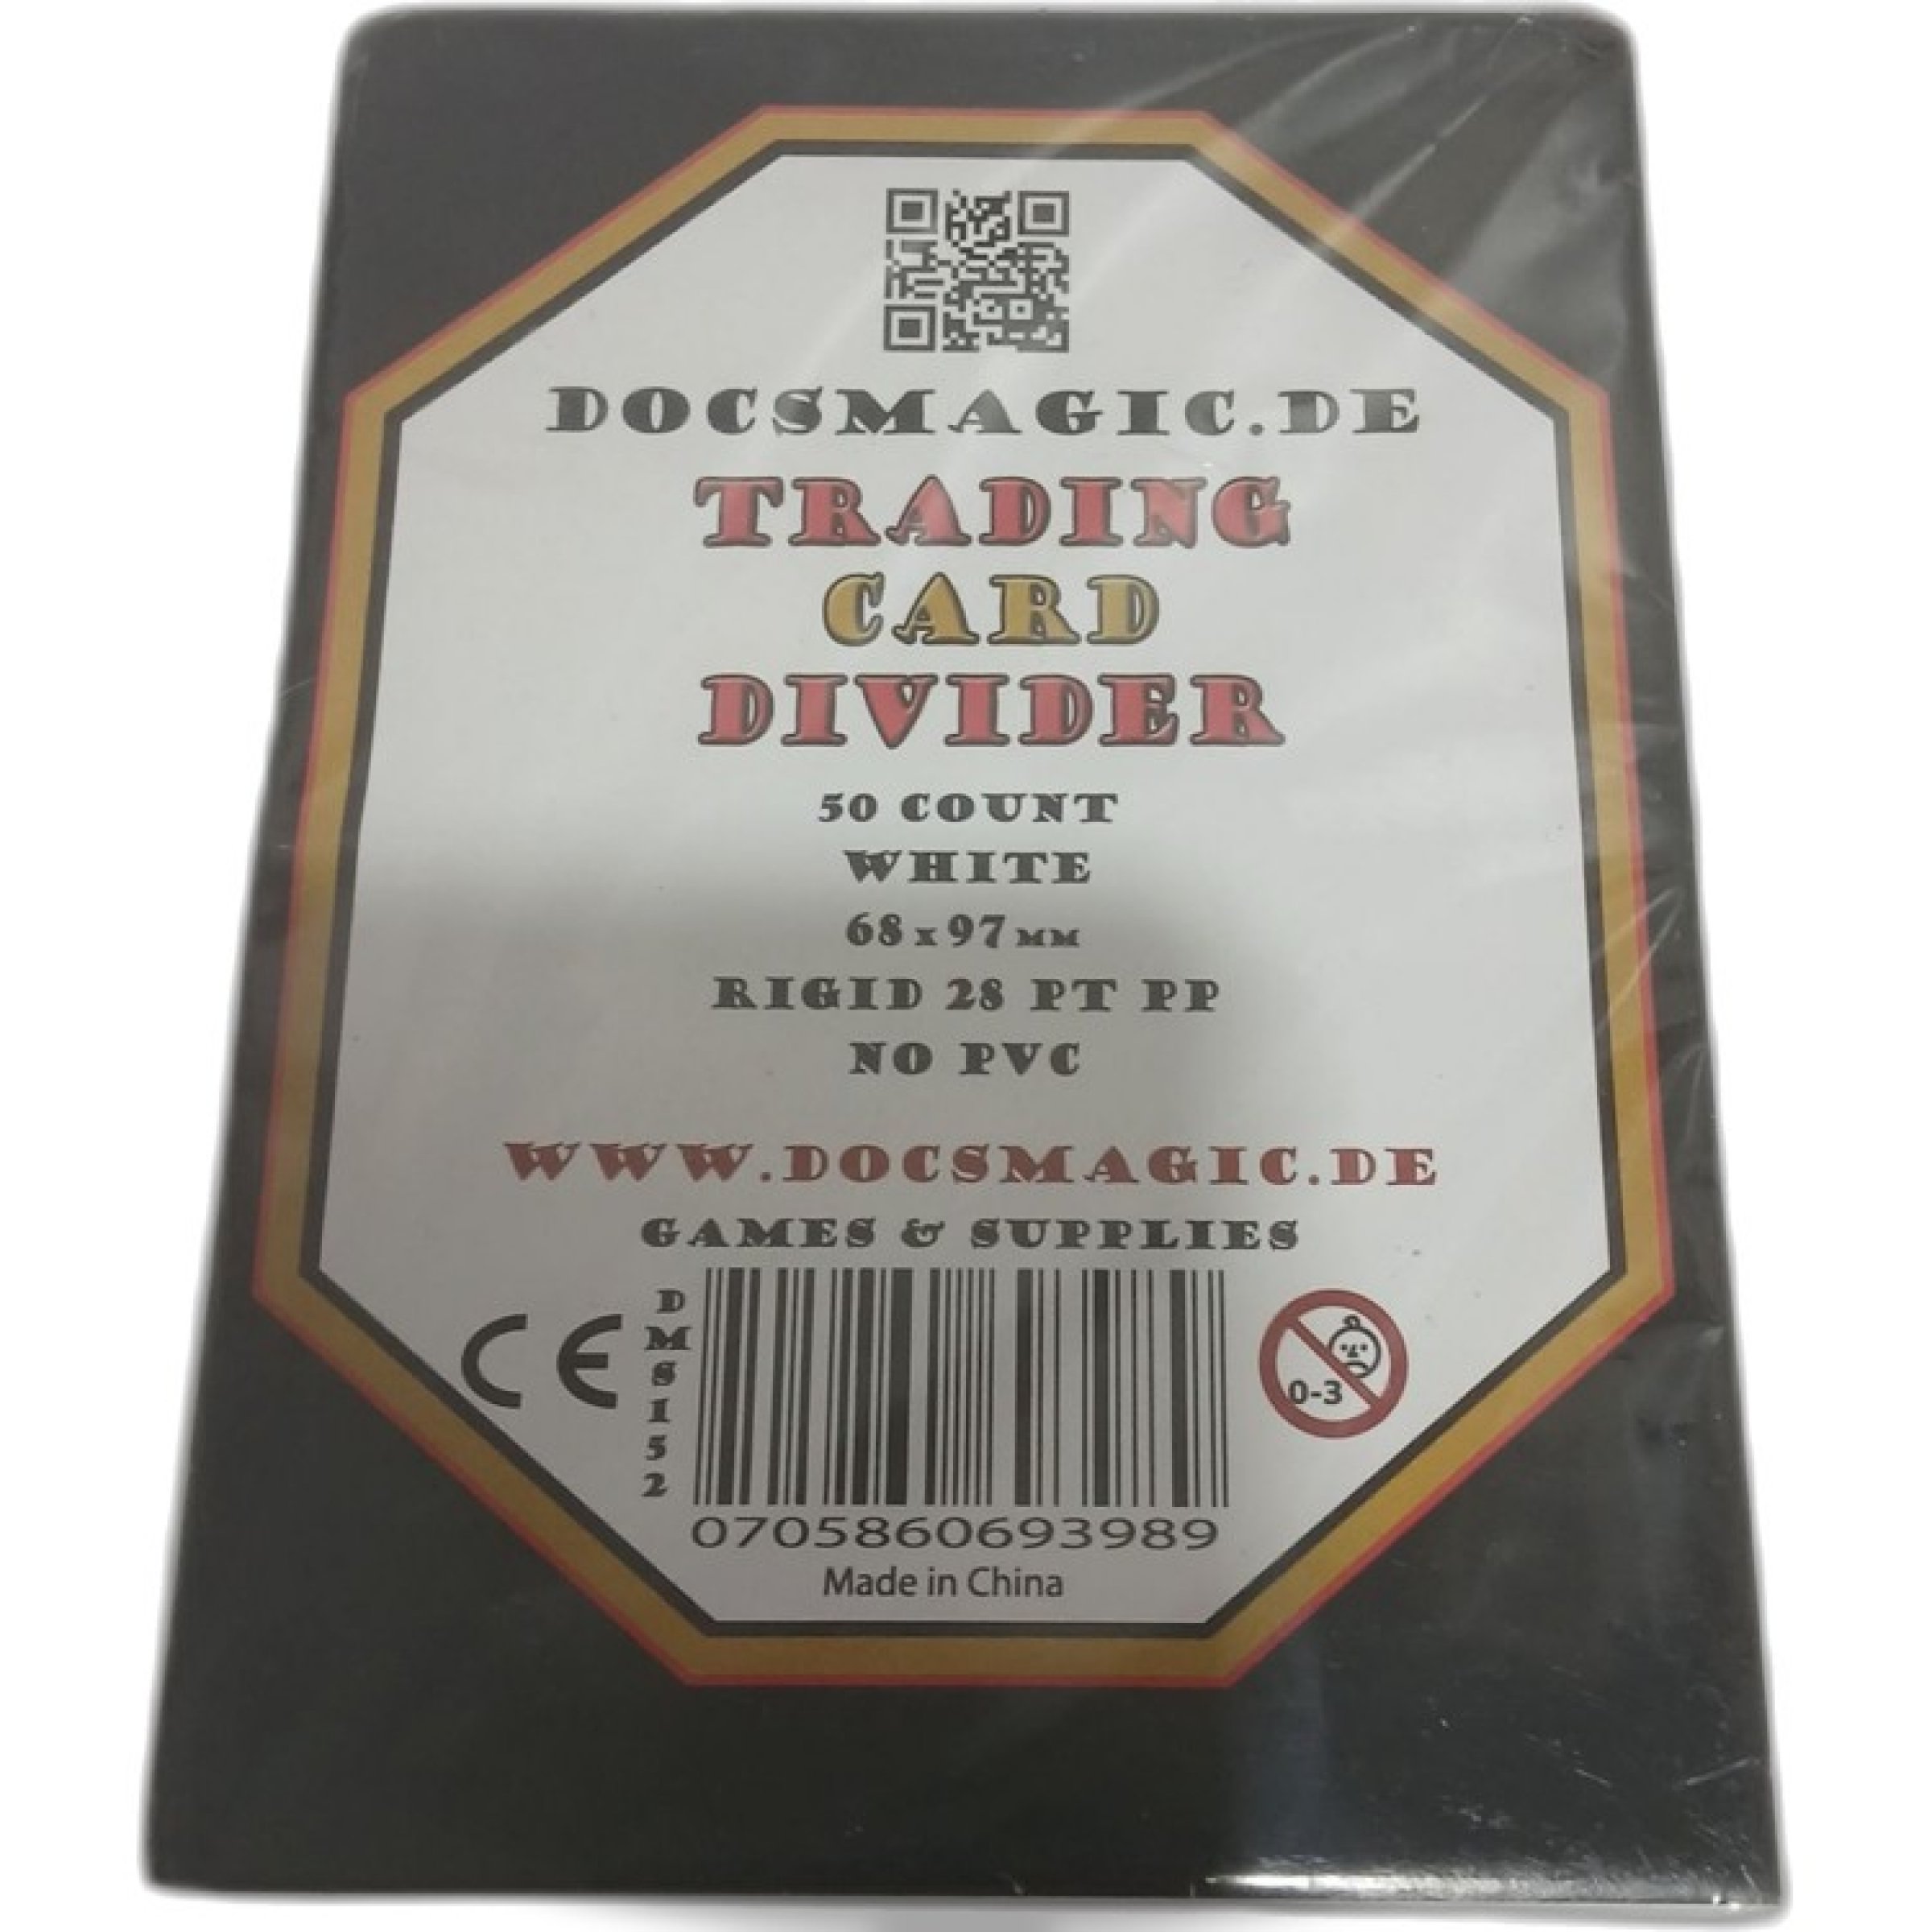 DOCSMAGIC.DE
TRADING
CARD
DIVIDER
50 COUNT
WHITE
68 x 97 MM
RIGID 28 PT PP
NO PVC
WWW.DOCSMAGIC.DE
GAMES & SUPPLIES
CE
DMS152
0-3
0705860693989
Made in China